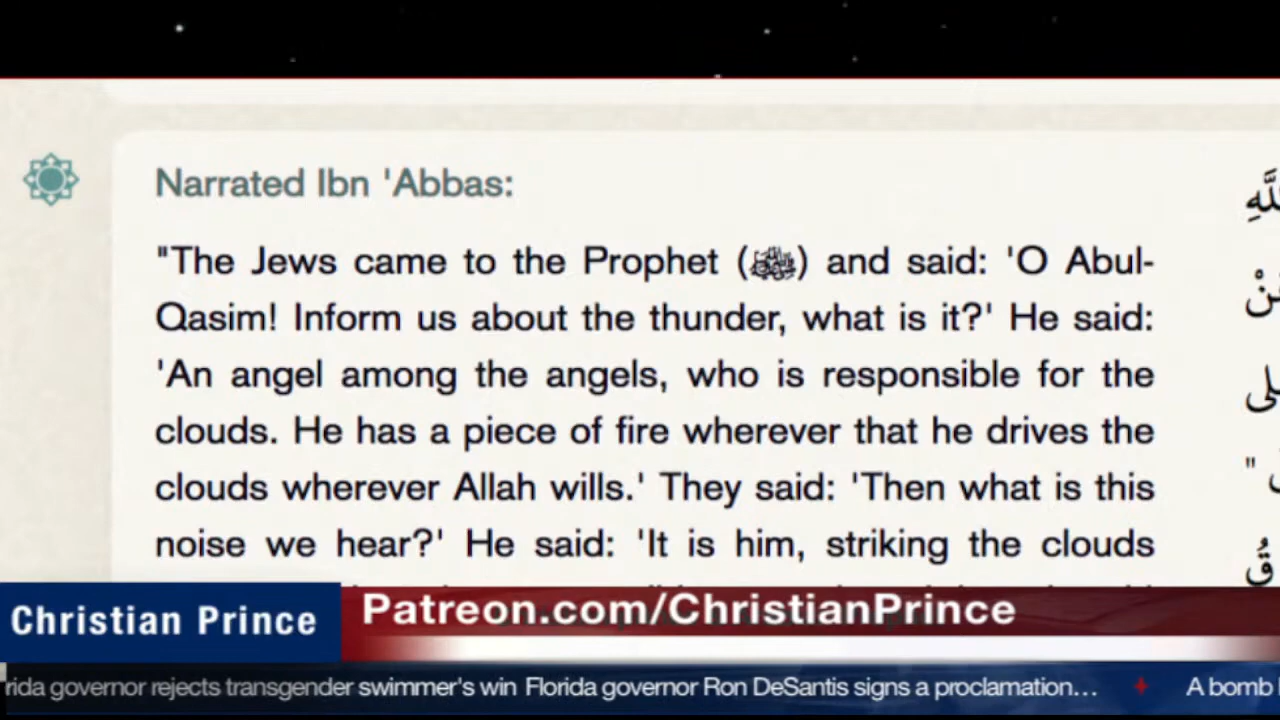 Narrated Ibn 'Abbas:
"The Jews came to the Prophet (ﷺ) and said: 'O Abul-
Qasim! Inform us about the thunder, what is it?' He said:
'An angel among the angels, who is responsible for the
clouds. He has a piece of fire wherever that he drives the
clouds wherever Allah wills.' They said: 'Then what is this
noise we hear?' He said: 'It is him, striking the clouds
Christian Prince
Patreon.com/ChristianPrince
rida governor rejects transgender swimmer's win Florida governor Ron DeSantis signs a proclamation... A bomb